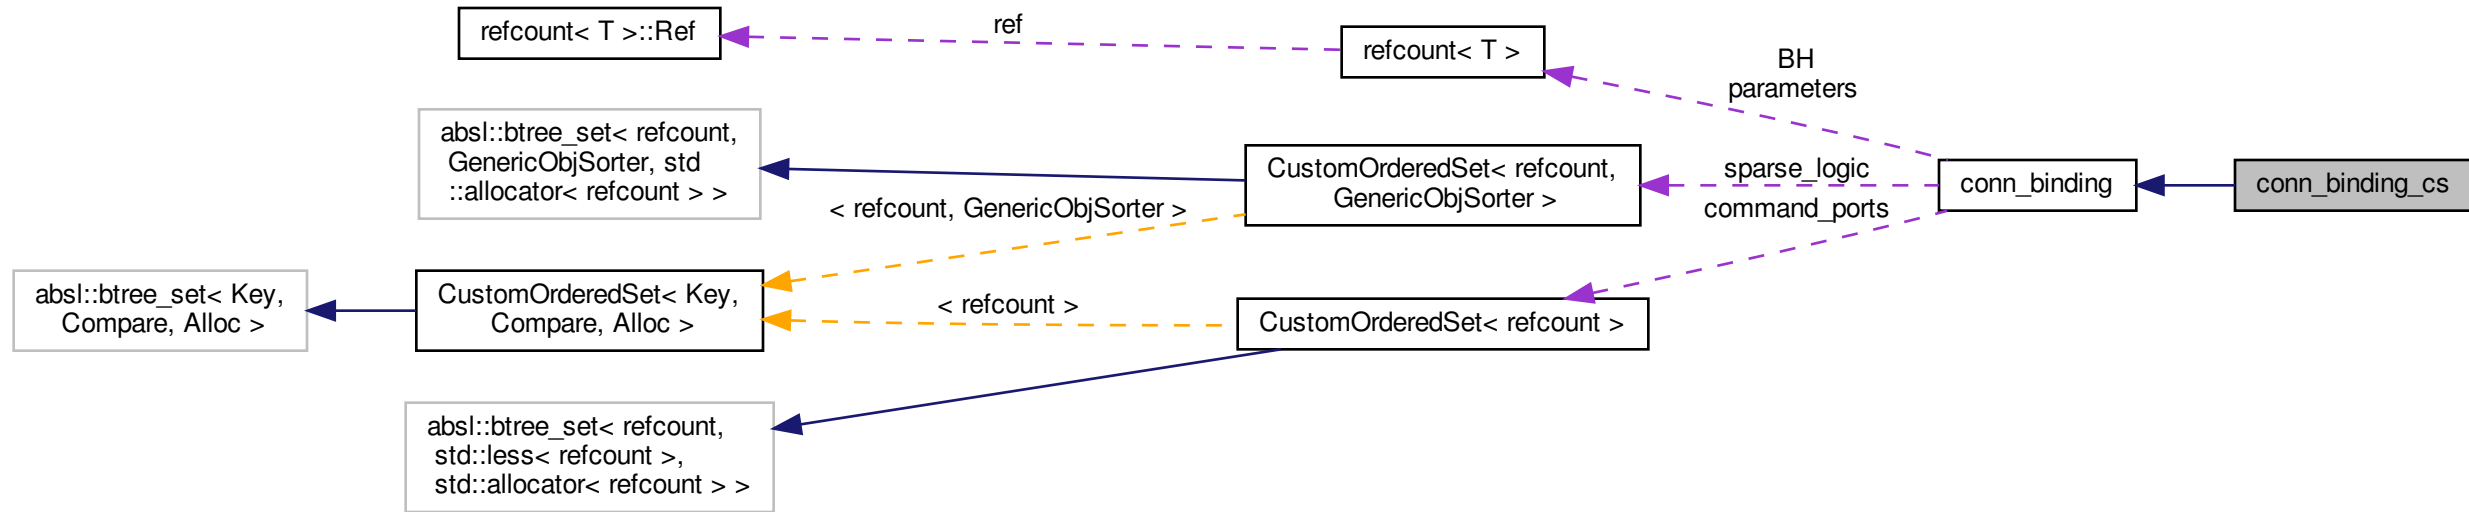 refcount< T >::Ref
ref
refcount< T >
BH
parameters
absl::btree_set< refcount,
GenericObjSorter, std
::allocator< refcount > >
CustomOrderedSet< refcount,
GenericObjSorter >
sparse_logic
conn_binding
conn_binding_cs
< refcount, GenericObjSorter >
command_ports
absl::btree_set< Key,
Compare, Alloc >
CustomOrderedSet< Key,
Compare, Alloc >
< refcount >
CustomOrderedSet< refcount >
absl::btree_set< refcount,
std::less< refcount >,
std::allocator< refcount > >